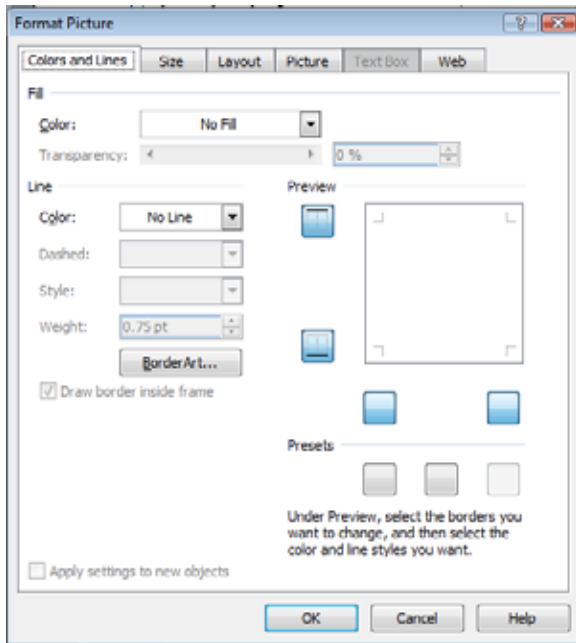 Format Picture
Colors and Lines Size Layout Picture Text Box Web
Fill
Color: No Fill
Transparency: 0 %
Line Preview
Color: No Line
Dashed:
Style:
Weight: 0.75 pt
BorderArt...
Draw border inside frame
Presets
Under Preview, select the borders you
want to change, and then select the
color and line styles you want.
Apply settings to new objects
OK Cancel Help